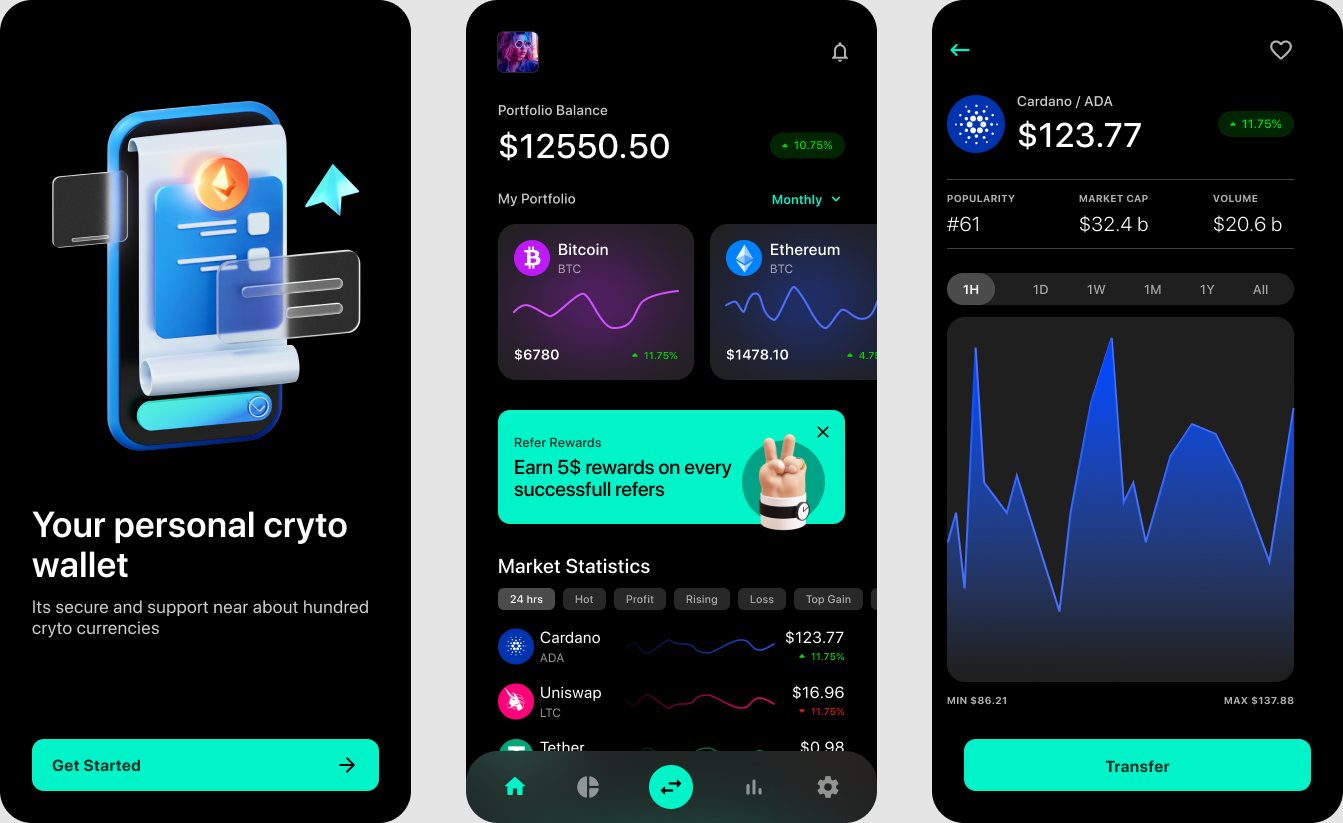 Your personal cryto
wallet
Its secure and support near about hundred
cryto currencies
Get Started
Portfolio Balance
$12550.50
10.75%
My Portfolio
Monthly
Bitcoin
BTC
$6780
11.75%
Ethereum
BTC
$1478.10
4.75
Refer Rewards
Earn 5$ rewards on every
successfull refers
Market Statistics
24 hrs Hot Profit Rising Loss Top Gain
Cardano
ADA
$123.77
11.75%
Uniswap
LTC
$16.96
11.75%
Tether
$0.98
Cardano / ADA
$123.77
11.75%
POPULARITY MARKET CAP VOLUME
#61 $32.4 b $20.6 b
1H 1D 1W 1M 1Y All
MIN $86.21 MAX $137.88
Transfer